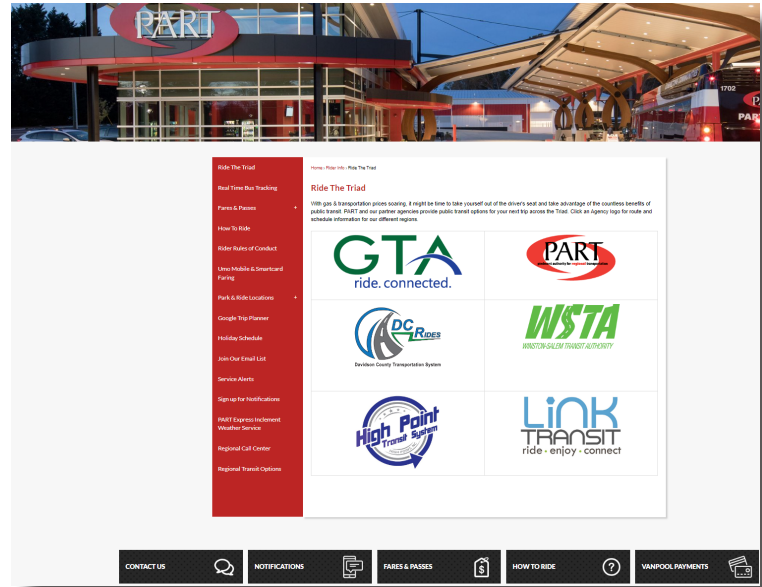 PART
1702
PAR
Ride The Triad
Real Time Bus Tracking
Fares & Passes +
How To Ride
Rider Rules of Conduct
Umo Mobile & Smartcard
Faring
Park & Ride Locations +
Google Trip Planner
Holiday Schedule
Join Our Email List
Service Alerts
Sign up for Notifications
PART Express Inclement
Weather Service
Regional Call Center
Regional Transit Options
Home › Rider Info › Ride The Triad
Ride The Triad
With gas & transportation prices soaring, it might be time to take yourself out of the driver's seat and take advantage of the countless benefits of
public transit. PART and our partner agencies provide public transit options for your next trip across the Triad. Click an Agency logo for route and
schedule information for our different regions.
GTA
ride. connected.
PART
piedmont authority for regional transportation
DC RIDES
Davidson County Transportation System
WSTA
WINSTON-SALEM TRANSIT AUTHORITY
High Point
Transit System
LiNK
TRANSIT
ride - enjoy - connect
CONTACT US
NOTIFICATIONS
FARES & PASSES
$
HOW TO RIDE
?
VANPOOL PAYMENTS